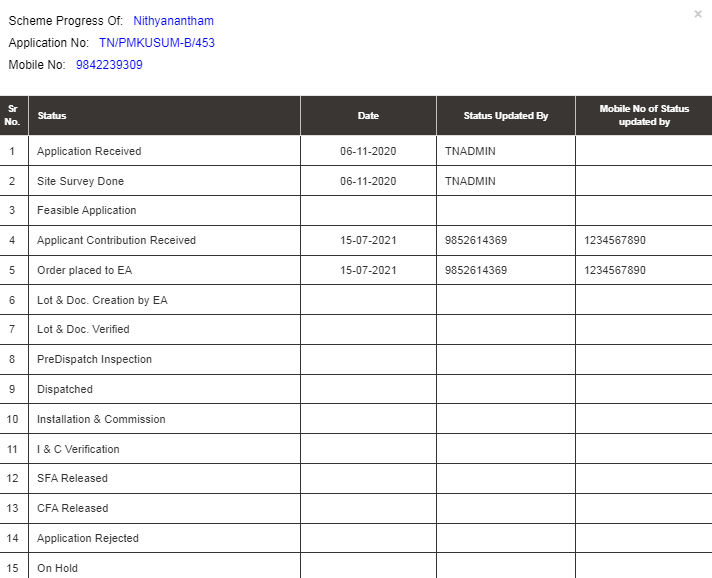 ×
Scheme Progress Of: Nithyanantham
Application No: TN/PMKUSUM-B/453
Mobile No: 9842239309
Sr No. Status Date Status Updated By Mobile No of Status updated by
1 Application Received 06-11-2020 TNADMIN
2 Site Survey Done 06-11-2020 TNADMIN
3 Feasible Application
4 Applicant Contribution Received 15-07-2021 9852614369 1234567890
5 Order placed to EA 15-07-2021 9852614369 1234567890
6 Lot & Doc. Creation by EA
7 Lot & Doc. Verified
8 PreDispatch Inspection
9 Dispatched
10 Installation & Commission
11 I & C Verification
12 SFA Released
13 CFA Released
14 Application Rejected
15 On Hold